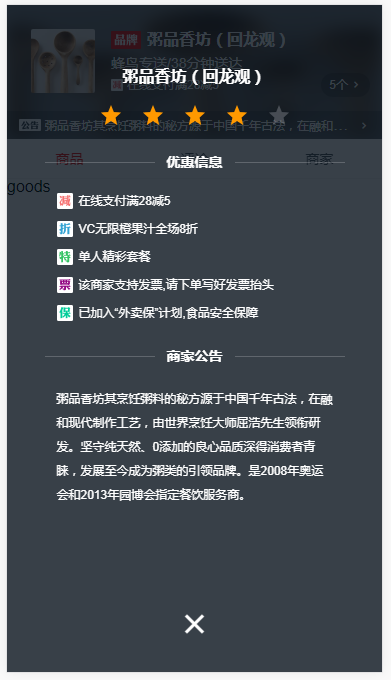 品牌 粥品香坊（回龙观）
蜂鸟专送/38分钟送达
粥品香坊（回龙观）
减 在线支付满28减5
5个 >
公告 粥品香坊其烹饪粥料的秘方源于中国千年古法，在融和... >
商品
商家
优惠信息
goods
减 在线支付满28减5
折 VC无限橙果汁全场8折
特 单人精彩套餐
票 该商家支持发票,请下单写好发票抬头
保 已加入“外卖保”计划,食品安全保障
商家公告
粥品香坊其烹饪粥料的秘方源于中国千年古法，在融
和现代制作工艺，由世界烹饪大师屈浩先生领衔研
发。坚守纯天然、0添加的良心品质深得消费者青
睐，发展至今成为粥类的引领品牌。是2008年奥运
会和2013年园博会指定餐饮服务商。